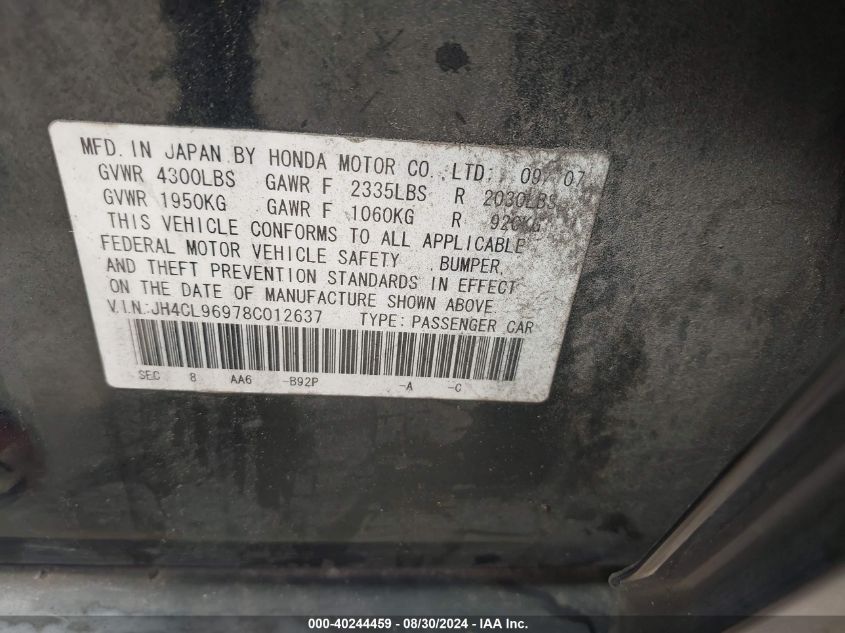 MFD. IN JAPAN BY HONDA MOTOR CO., LTD. 09 07
GVWR 4300LBS GAWR F 2335LBS R 2030LBS
GVWR 1950KG GAWR F 1060KG R 920KG
THIS VEHICLE CONFORMS TO ALL APPLICABLE
FEDERAL MOTOR VEHICLE SAFETY , BUMPER,
AND THEFT PREVENTION STANDARDS IN EFFECT
ON THE DATE OF MANUFACTURE SHOWN ABOVE
V.I.N:JH4CL96978C012637 TYPE: PASSENGER CAR
SEC 8 AA6 -B92P -A -C
000-40244459 - 08/30/2024 - IAA Inc.